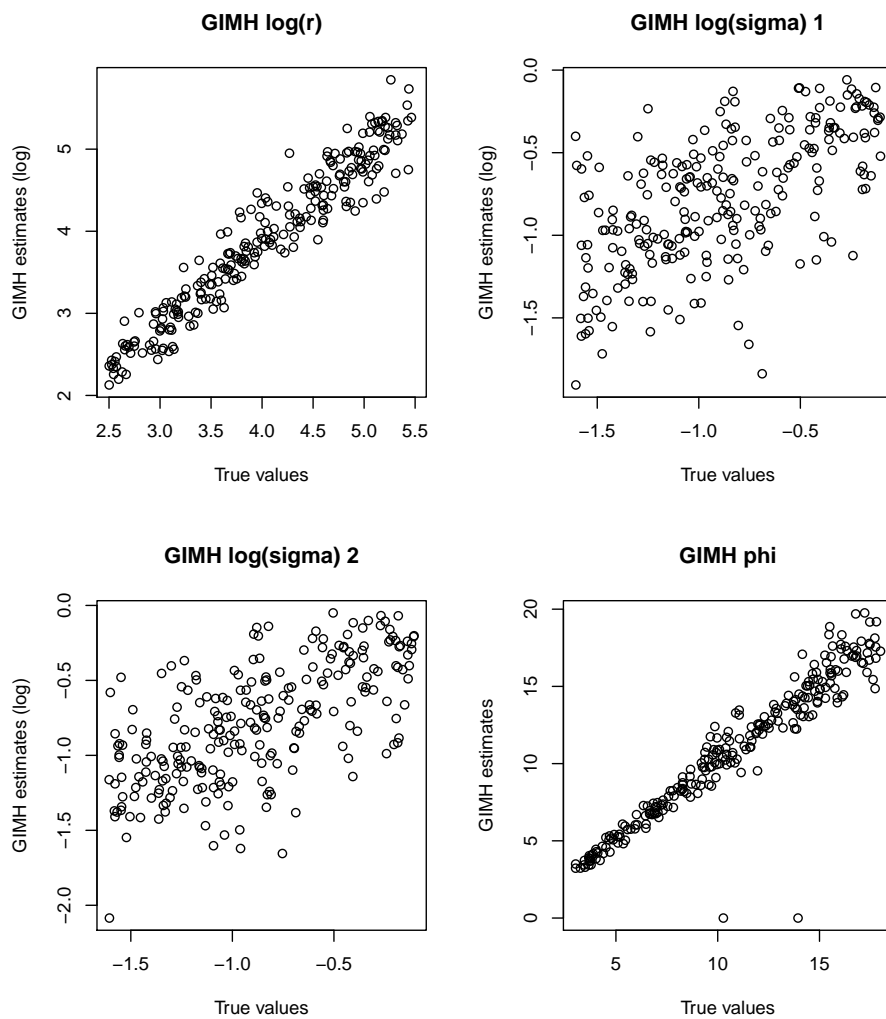 GIMH log(r)
GIMH estimates (log)
5
4
3
2
2.5 3.0 3.5 4.0 4.5 5.0 5.5
True values
GIMH log(sigma) 1
GIMH estimates (log)
0.0
−0.5
−1.0
−1.5
−1.5 −1.0 −0.5
True values
GIMH log(sigma) 2
GIMH estimates (log)
0.0
−0.5
−1.0
−1.5
−2.0
−1.5 −1.0 −0.5
True values
GIMH phi
GIMH estimates
20
15
10
5
0
5 10 15
True values